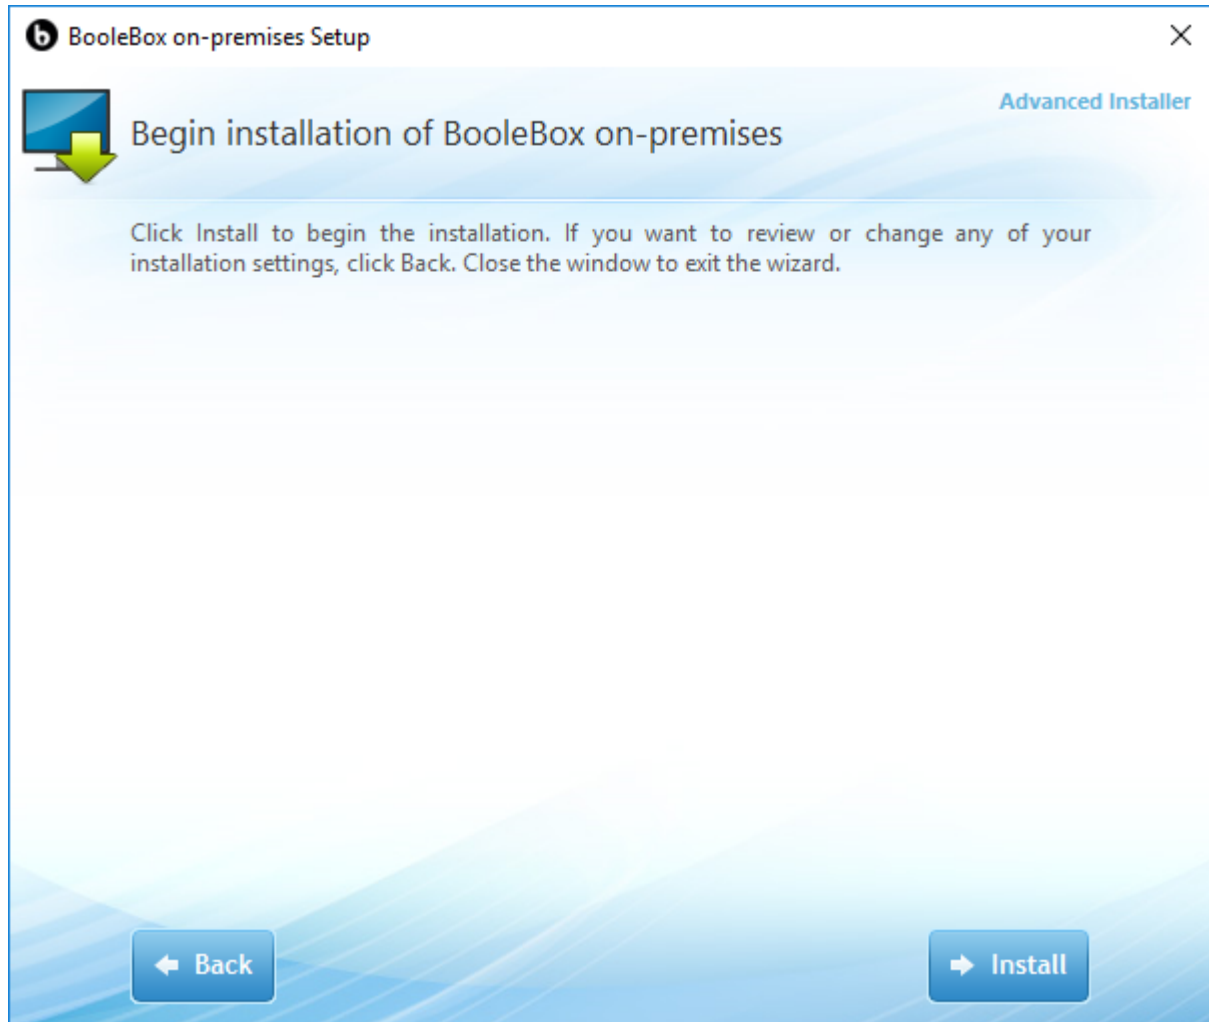 BooleBox on-premises Setup
Advanced Installer
Begin installation of BooleBox on-premises
Click Install to begin the installation. If you want to review or change any of your
installation settings, click Back. Close the window to exit the wizard.
Back
Install